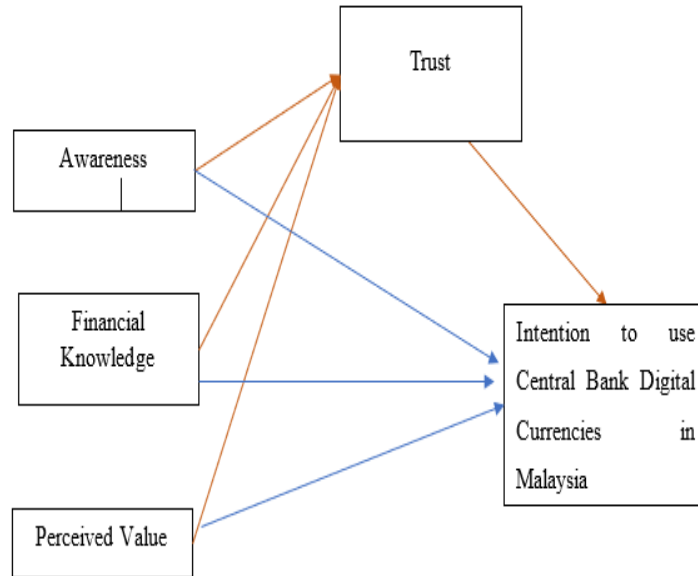 Trust
Awareness
Financial
Knowledge
Intention to use
Central Bank Digital
Currencies in
Malaysia
Perceived Value